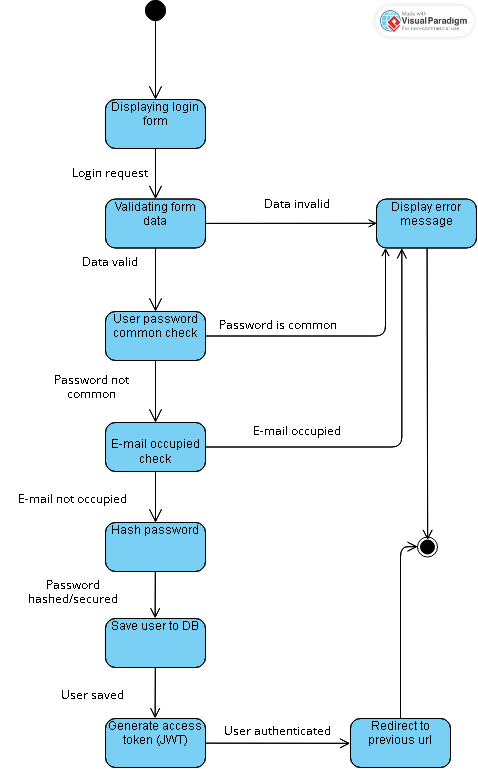 Made with
VisualParadigm
For non-commercial use
Displaying login
form
Login request
Validating form
data
Data invalid
Display error
message
Data valid
User password
common check
Password is common
Password not
common
E-mail occupied
check
E-mail occupied
E-mail not occupied
Hash password
Password
hashed/secured
Save user to DB
User saved
Generate access
token (JWT)
User authenticated
Redirect to
previous url